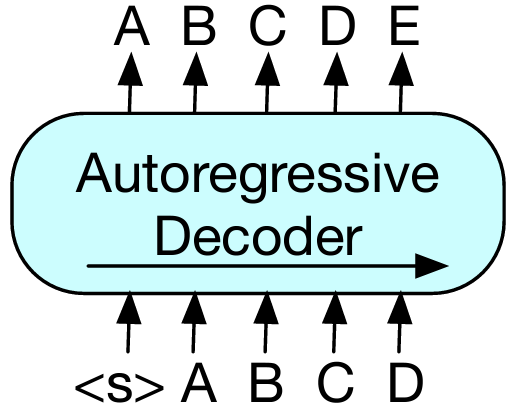 A B C D E
Autoregressive
Decoder
<s> A B C D